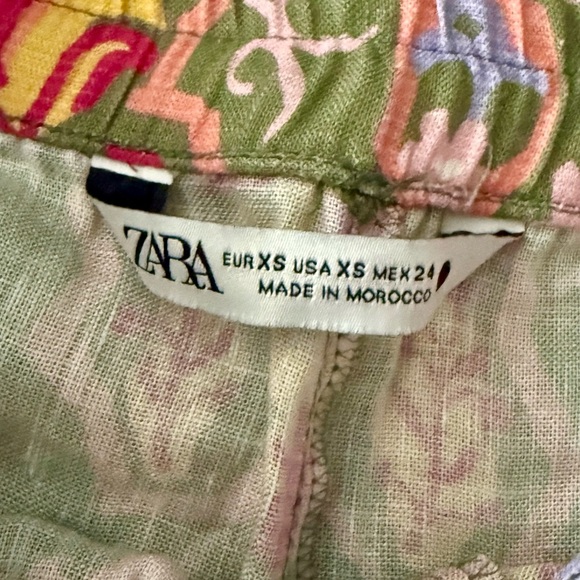 ZARA
EUR XS USA XS MEX 24
MADE IN MOROCCO